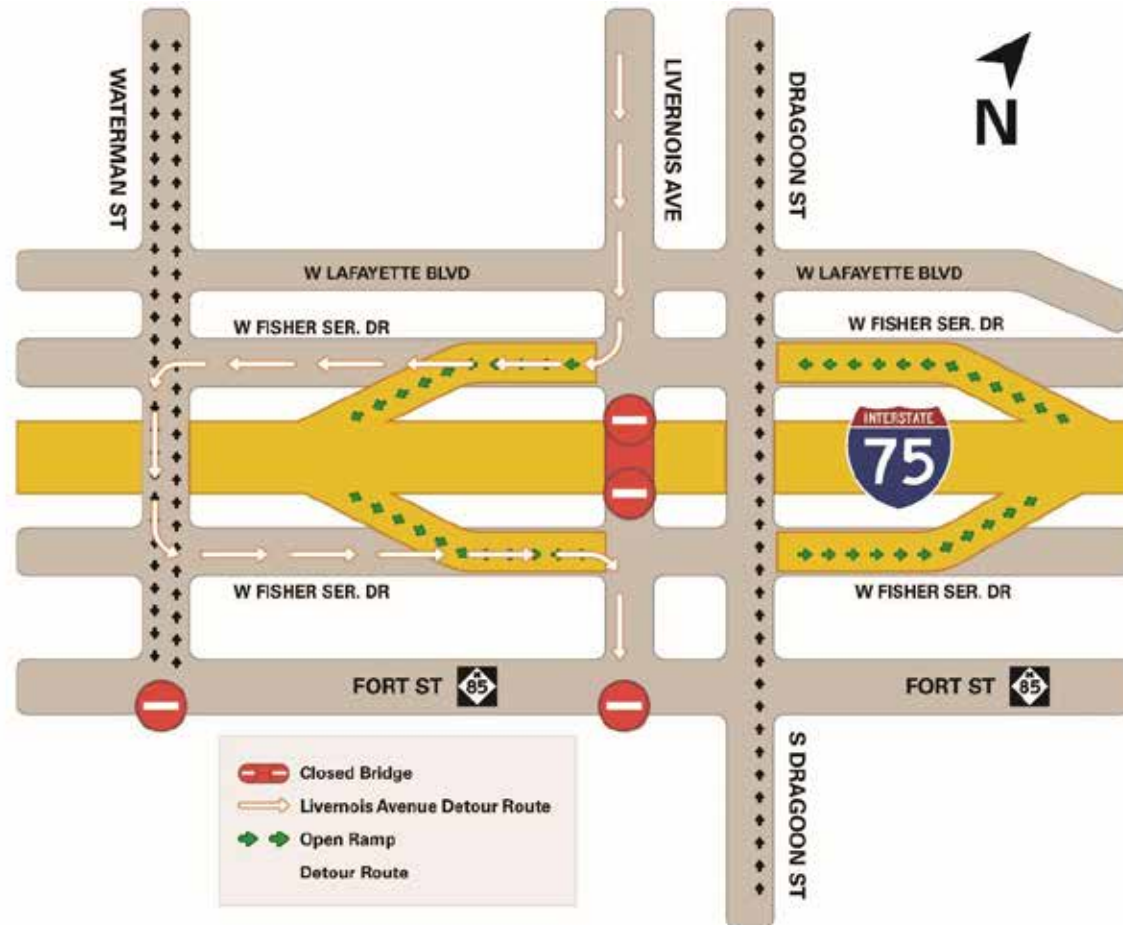 WATERMAN ST
LIVERNOIS AVE
DRAGOON ST
N
W LAFAYETTE BLVD
W LAFAYETTE BLVD
W FISHER SER. DR
W FISHER SER. DR
INTERSTATE
75
W FISHER SER. DR
W FISHER SER. DR
FORT ST M 85
FORT ST M 85
S DRAGOON ST
Closed Bridge
Livernois Avenue Detour Route
Open Ramp
Detour Route